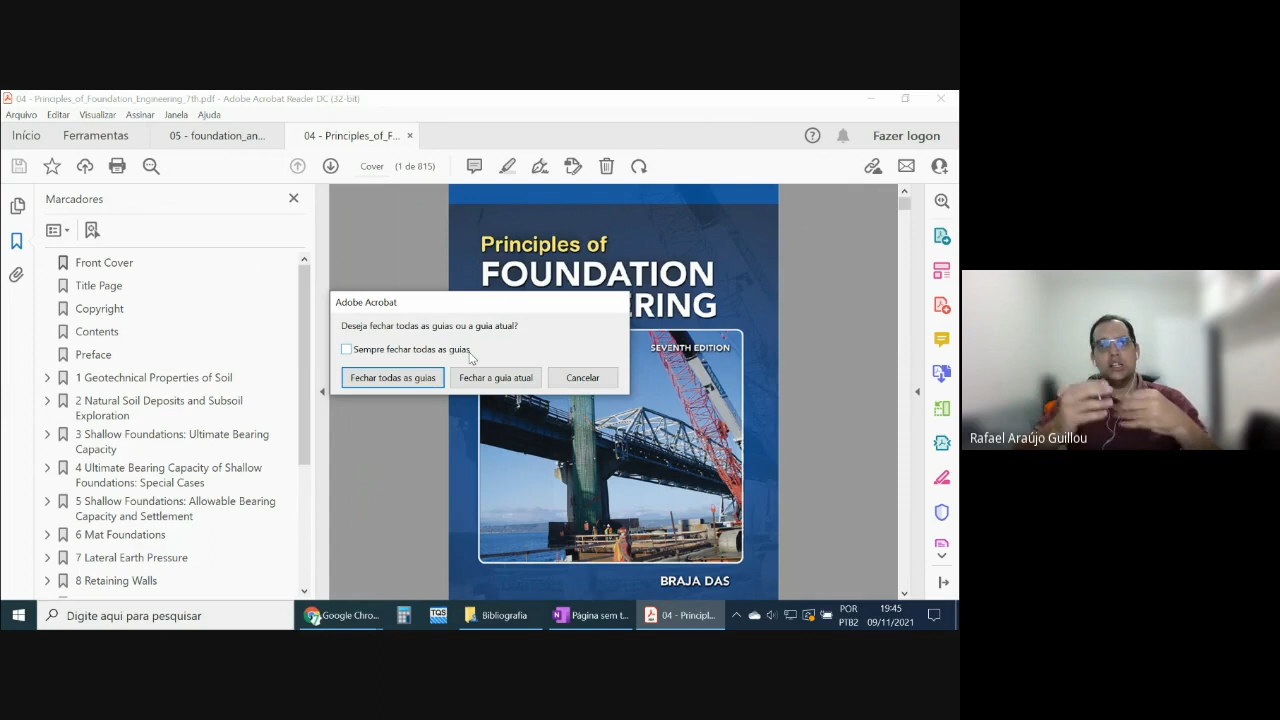 04 - Principles_of_Foundation_Engineering_7th.pdf - Adobe Acrobat Reader DC (32-bit)
Arquivo Editar Visualizar Assinar Janela Ajuda
Início Ferramentas 05 - foundation_an... 04 - Principles_of_F... Fazer logon
Cover (1 de 815)
Marcadores
Front Cover
Title Page
Copyright
Contents
Preface
1 Geotechnical Properties of Soil
2 Natural Soil Deposits and Subsoil
Exploration
3 Shallow Foundations: Ultimate Bearing
Capacity
4 Ultimate Bearing Capacity of Shallow
Foundations: Special Cases
5 Shallow Foundations: Allowable Bearing
Capacity and Settlement
6 Mat Foundations
7 Lateral Earth Pressure
8 Retaining Walls
Principles of
FOUNDATION
ERING
SEVENTH EDITION
BRAJA DAS
Adobe Acrobat
Deseja fechar todas as guias ou a guia atual?
Sempre fechar todas as guias
Fechar todas as guias Fechar a guia atual Cancelar
Rafael Araújo Guillou
Digite aqui para pesquisar
Google Chro...
TQS
Bibliografia
Página sem t...
04 - Principl...
POR
PTB2
19:45
09/11/2021